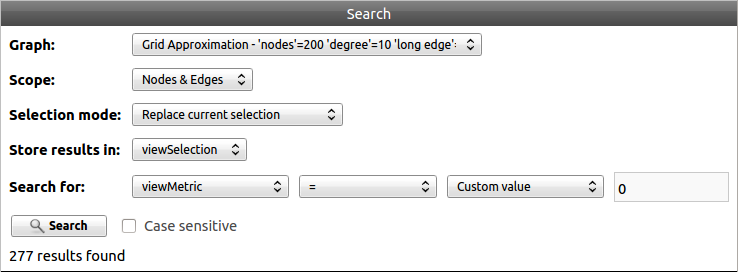 Search
Graph: Grid Approximation - 'nodes'=200 'degree'=10 'long edge'=
Scope: Nodes & Edges
Selection mode: Replace current selection
Store results in: viewSelection
Search for: viewMetric = Custom value 0
Search Case sensitive
277 results found